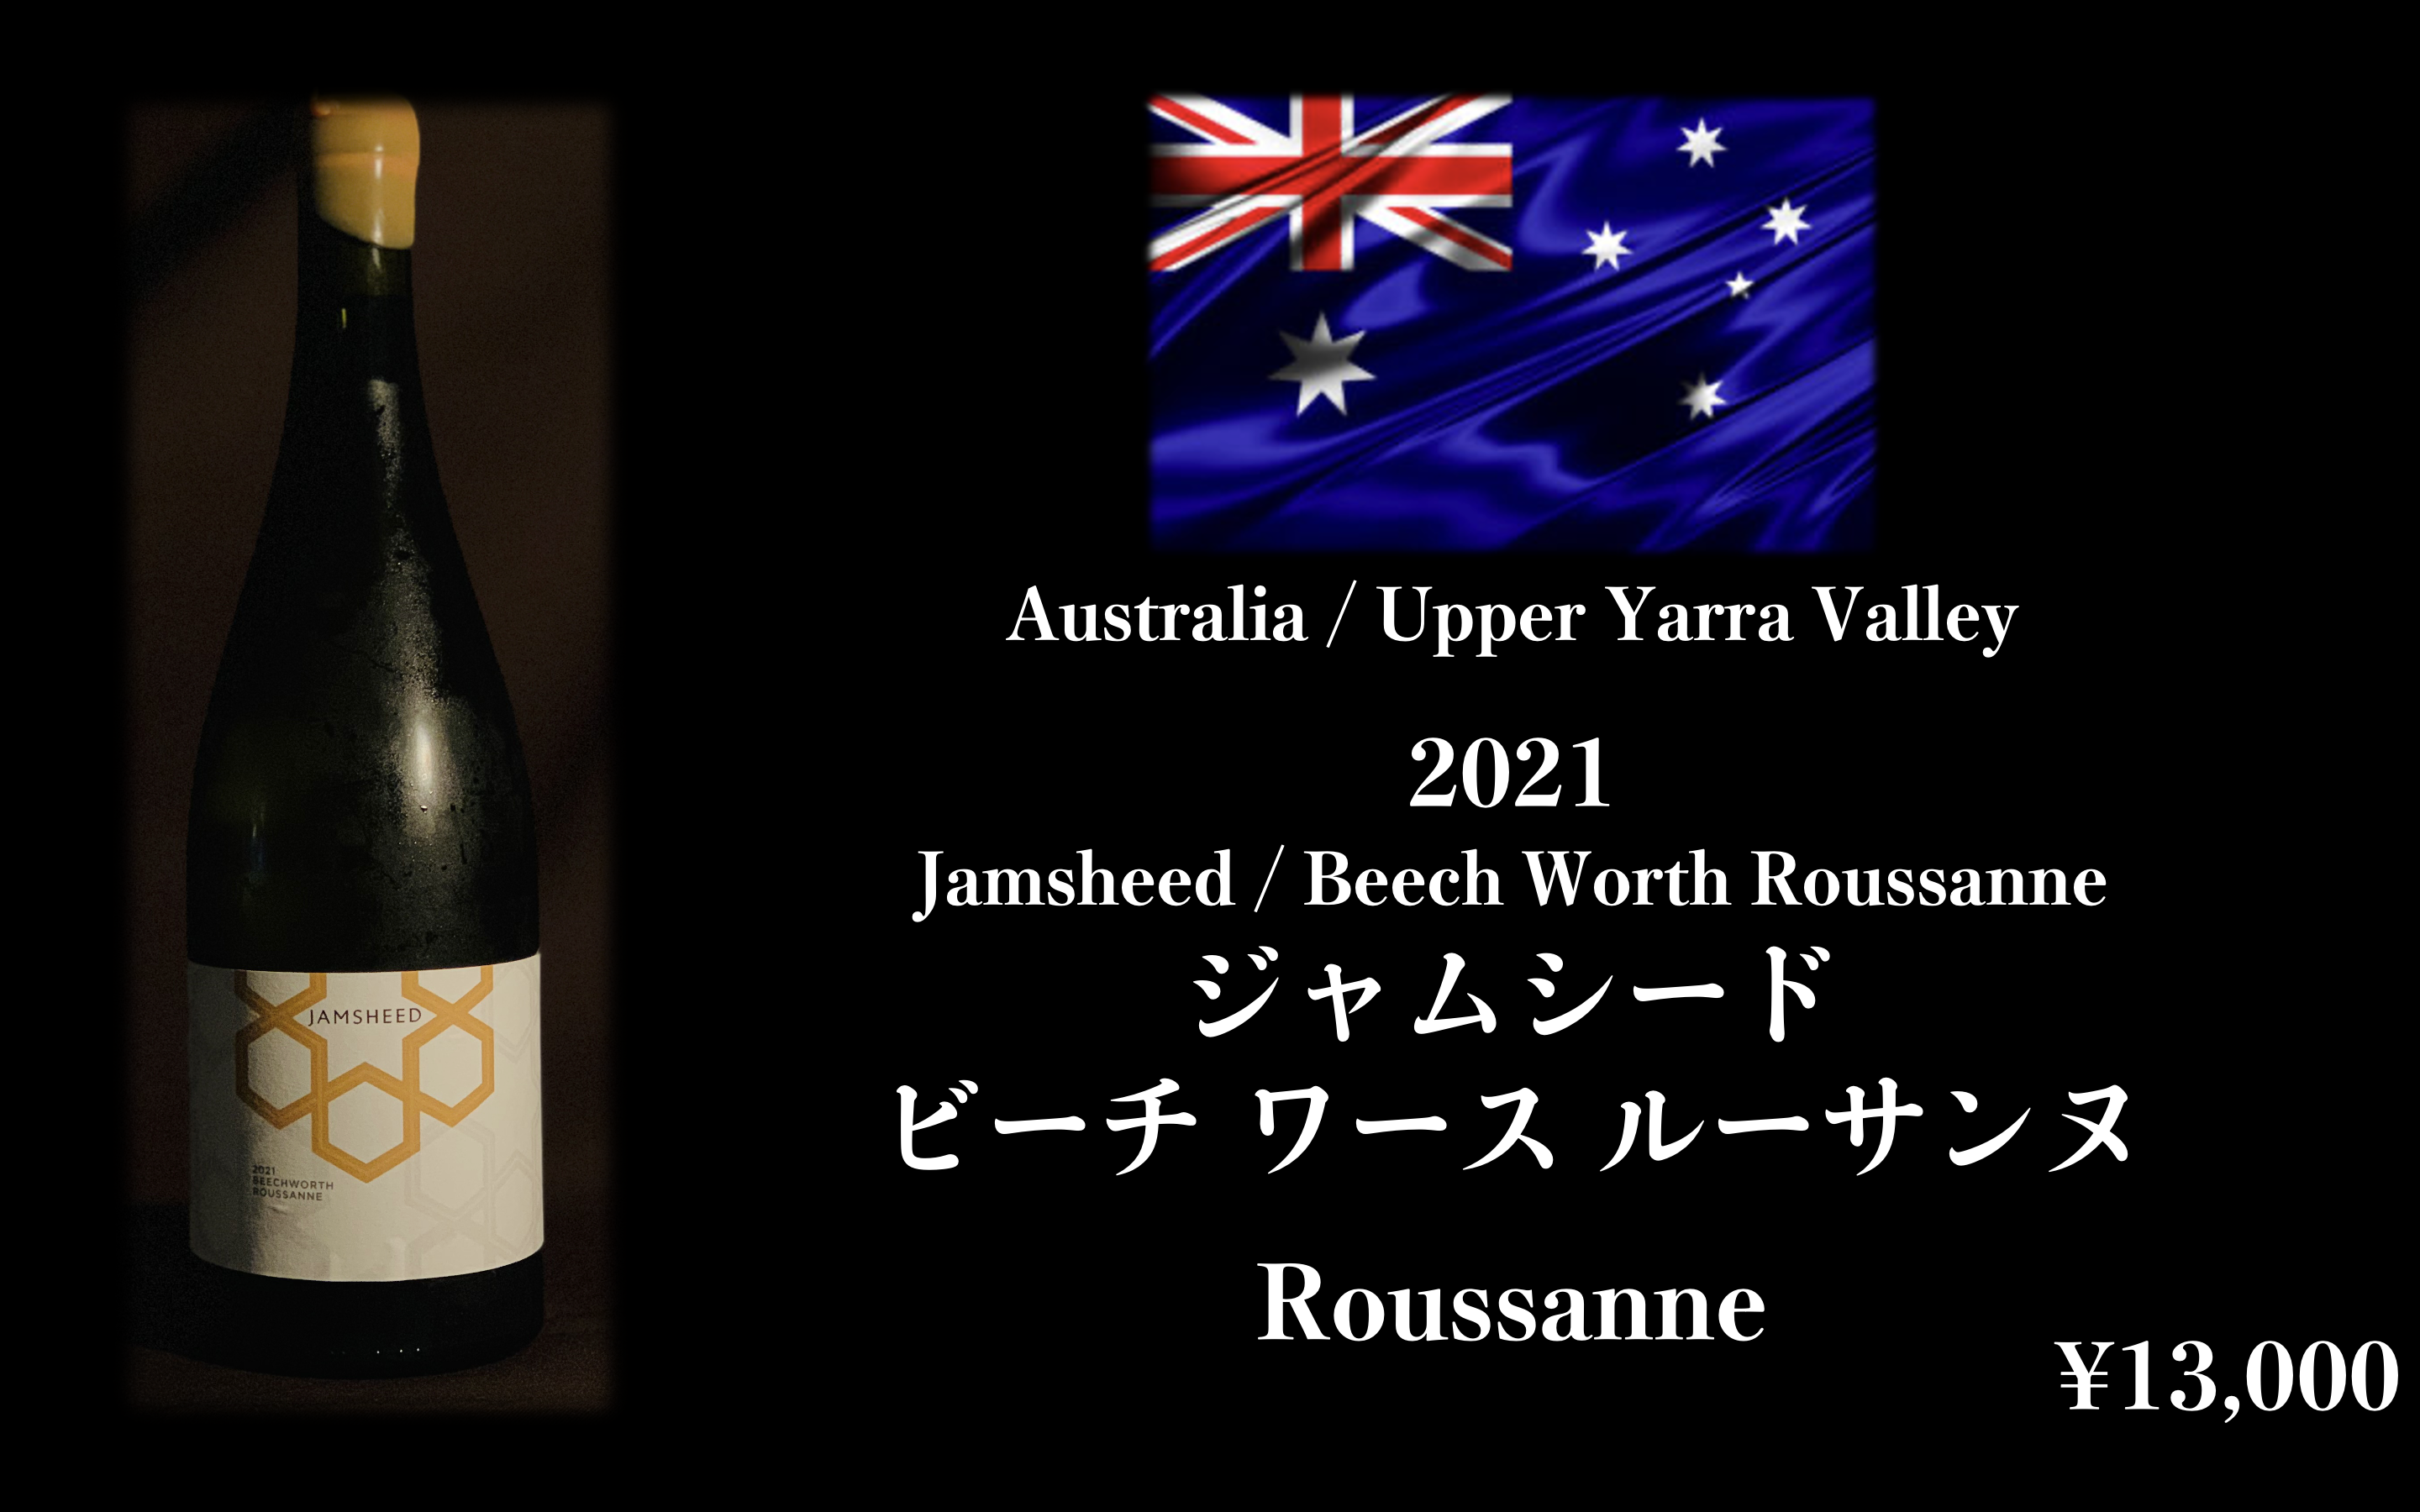 Australia / Upper Yarra Valley
2021
Jamsheed / Beech Worth Roussanne
ジャムシード
ビーチ ワース ルーサンヌ
Roussanne
¥13,000
JAMSHEED
2021
BEECHWORTH
ROUSSANNE